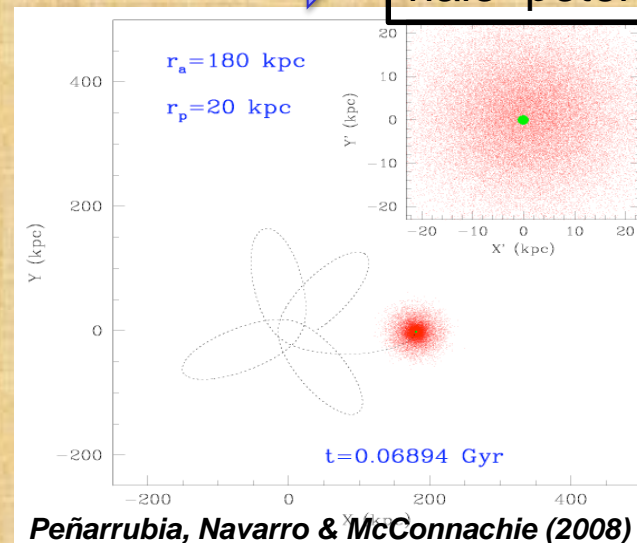 r_a=180 kpc
r_p=20 kpc
400
200
0
−200
Y (kpc)
−200
0
200
400
20
10
0
−10
−20
Y' (kpc)
−20
−10
0
10
20
X' (kpc)
t=0.06894 Gyr
Peñarrubia, Navarro & McConnachie (2008)